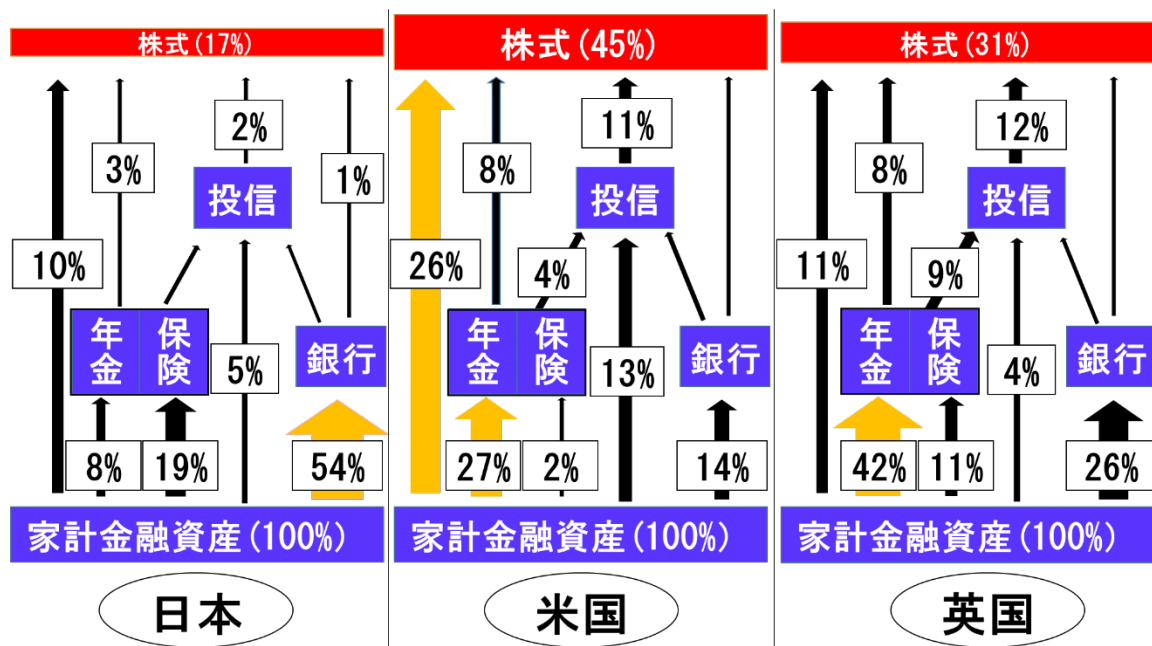 株式(17%)
2%
3%
1%
投信
10%
年金
保険
銀行
5%
8%
19%
54%
家計金融資産(100%)
日本
株式(45%)
11%
8%
投信
26%
4%
年金
保険
銀行
13%
27%
2%
14%
家計金融資産(100%)
米国
株式(31%)
12%
8%
投信
11%
9%
年金
保険
銀行
4%
42%
11%
26%
家計金融資産(100%)
英国